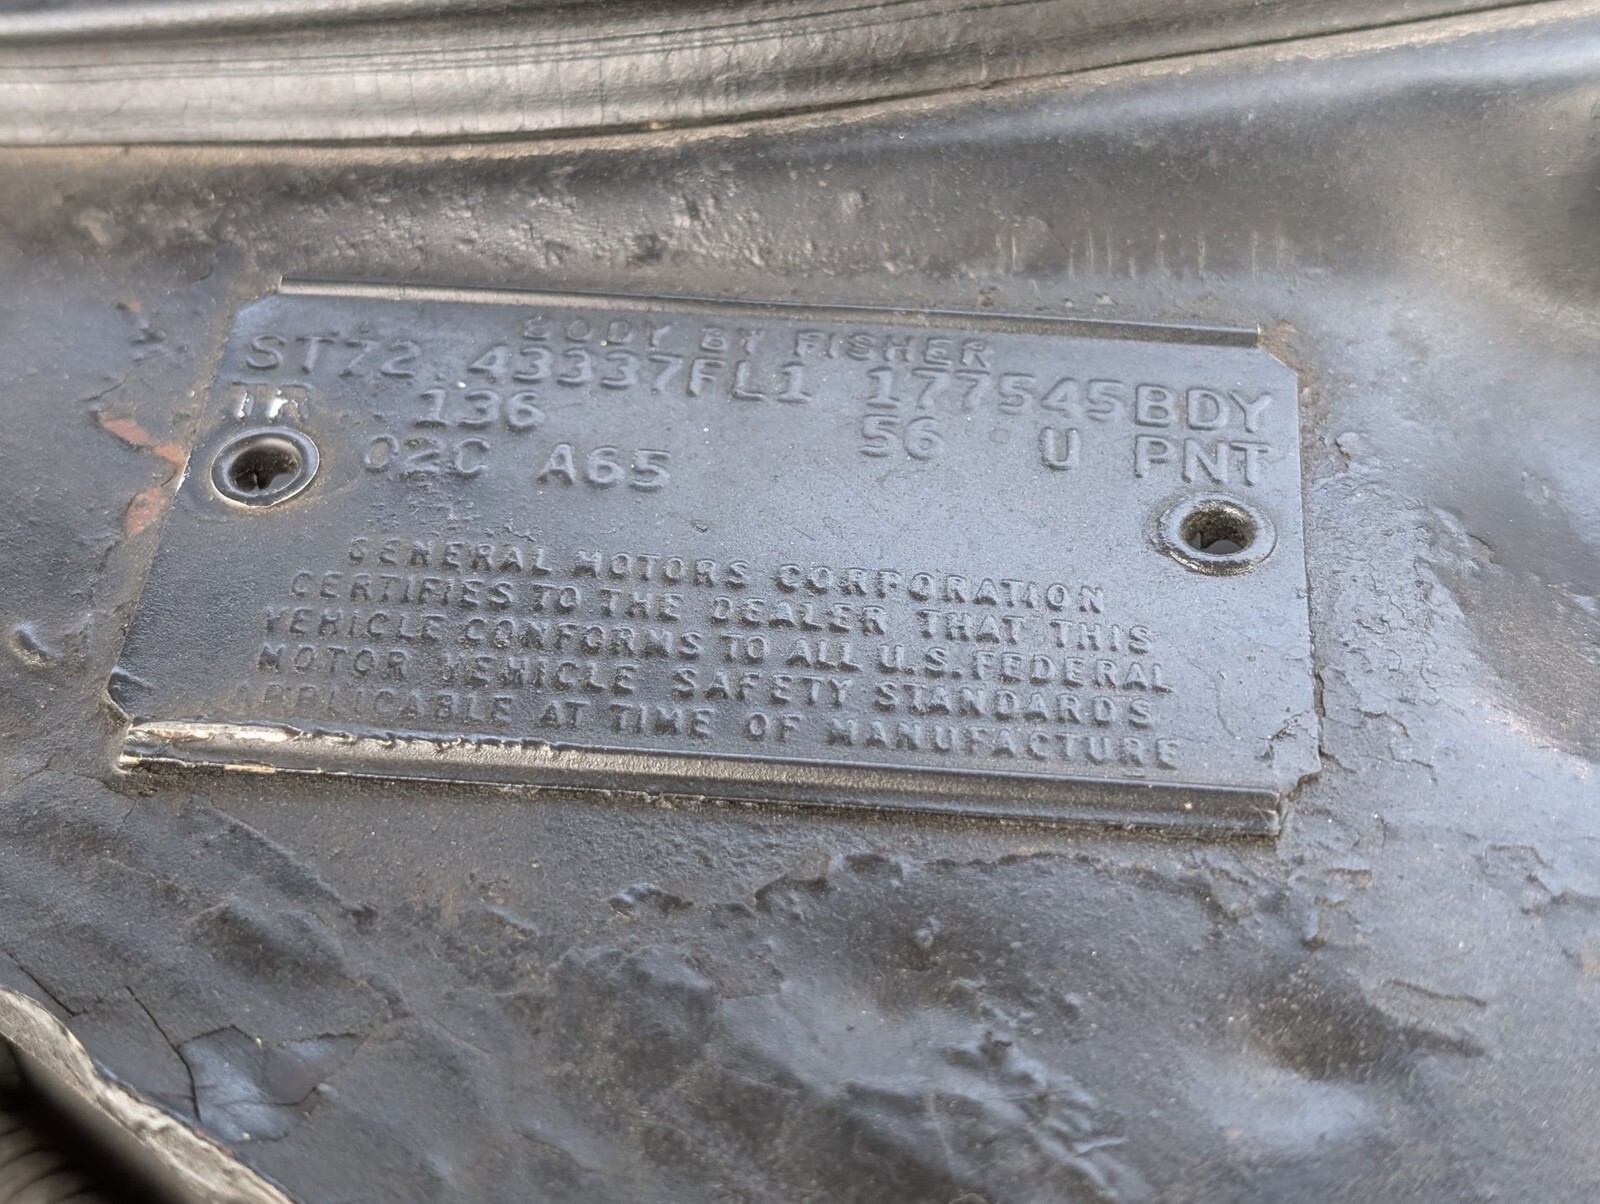 BODY BY FISHER
ST72 43337FL1 177545BDY
TR 136 56 U PNT
02C A65
GENERAL MOTORS CORPORATION
CERTIFIES TO THE DEALER THAT THIS
VEHICLE CONFORMS TO ALL U.S. FEDERAL
MOTOR VEHICLE SAFETY STANDARDS
APPLICABLE AT TIME OF MANUFACTURE